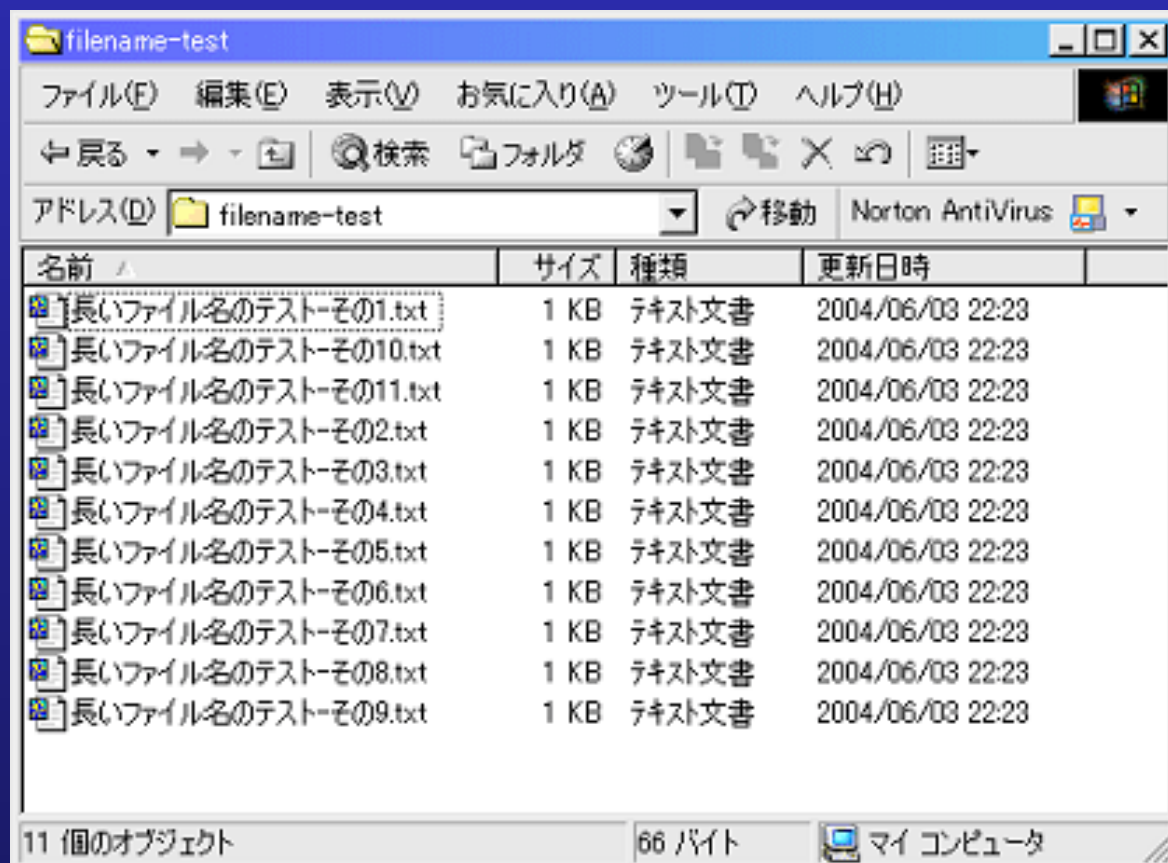 filename-test
ファイル(F) 編集(E) 表示(V) お気に入り(A) ツール(T) ヘルプ(H)
戻る 検索 フォルダ
アドレス(D) filename-test 移動 Norton AntiVirus
名前 サイズ 種類 更新日時
長いファイル名のテスト-その1.txt 1 KB テキスト文書 2004/06/03 22:23
長いファイル名のテスト-その10.txt 1 KB テキスト文書 2004/06/03 22:23
長いファイル名のテスト-その11.txt 1 KB テキスト文書 2004/06/03 22:23
長いファイル名のテスト-その2.txt 1 KB テキスト文書 2004/06/03 22:23
長いファイル名のテスト-その3.txt 1 KB テキスト文書 2004/06/03 22:23
長いファイル名のテスト-その4.txt 1 KB テキスト文書 2004/06/03 22:23
長いファイル名のテスト-その5.txt 1 KB テキスト文書 2004/06/03 22:23
長いファイル名のテスト-その6.txt 1 KB テキスト文書 2004/06/03 22:23
長いファイル名のテスト-その7.txt 1 KB テキスト文書 2004/06/03 22:23
長いファイル名のテスト-その8.txt 1 KB テキスト文書 2004/06/03 22:23
長いファイル名のテスト-その9.txt 1 KB テキスト文書 2004/06/03 22:23
11 個のオブジェクト 66 バイト マイ コンピュータ